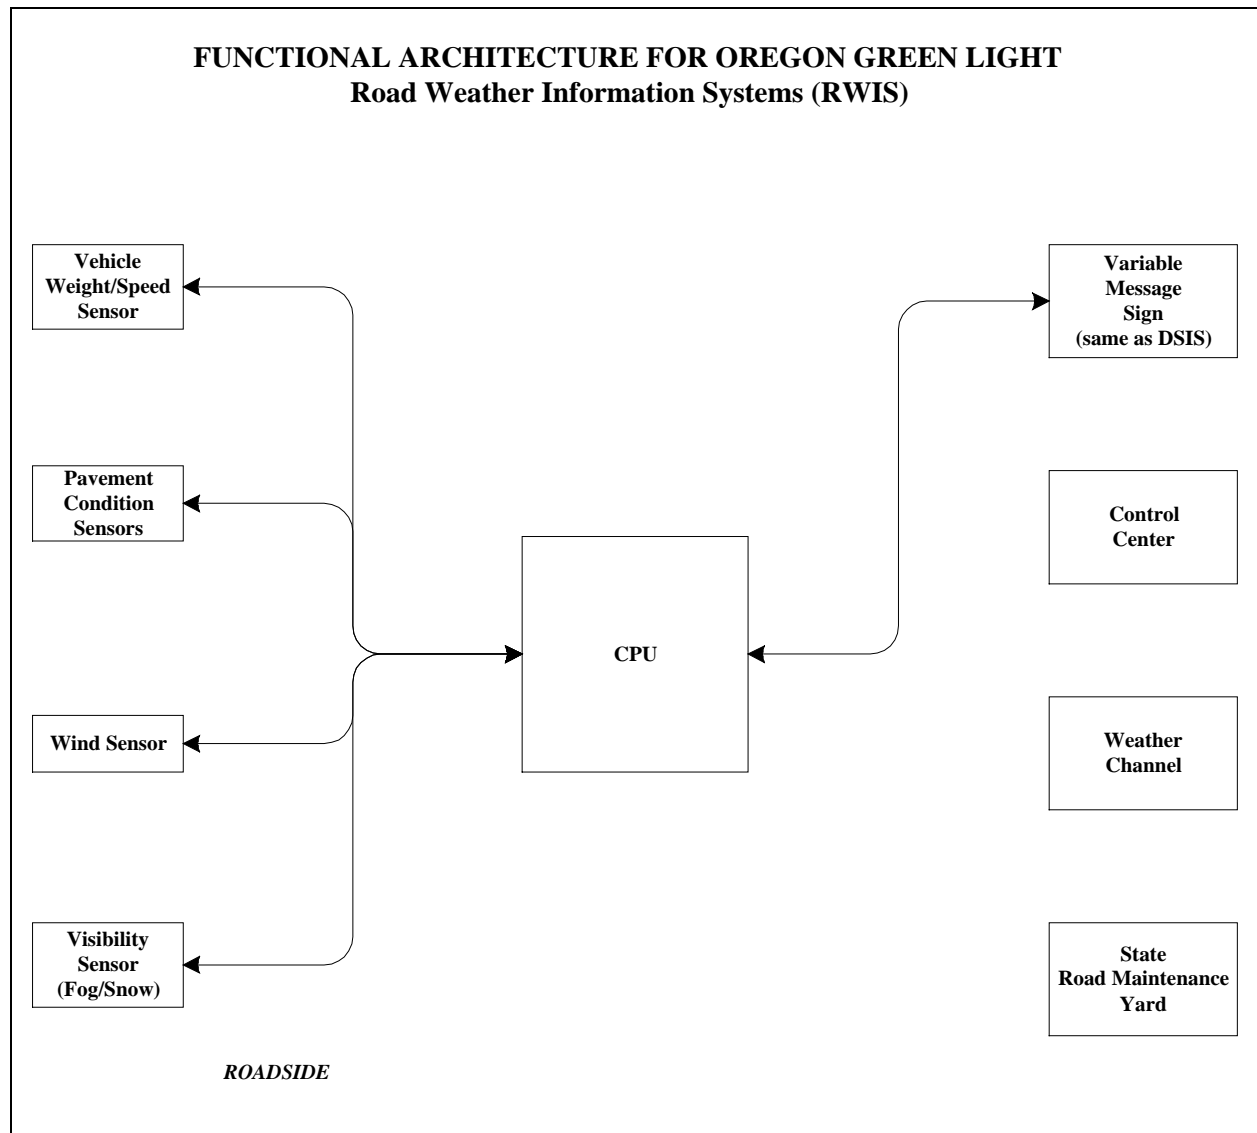 FUNCTIONAL ARCHITECTURE FOR OREGON GREEN LIGHT
Road Weather Information Systems (RWIS)
Vehicle
Weight/Speed
Sensor
Pavement
Condition
Sensors
Wind Sensor
Visibility
Sensor
(Fog/Snow)
ROADSIDE
CPU
Variable
Message
Sign
(same as DSIS)
Control
Center
Weather
Channel
State
Road Maintenance
Yard